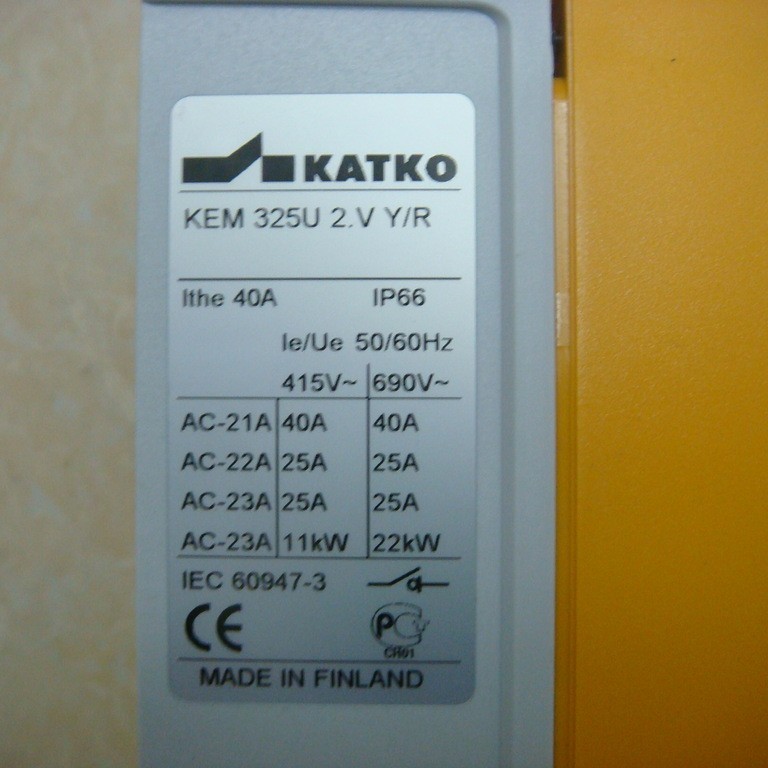 KATKO
KEM 325U 2.V Y/R
Ithe 40A IP66
Ie/Ue 50/60Hz
415V~ 690V~
AC-21A 40A 40A
AC-22A 25A 25A
AC-23A 25A 25A
AC-23A 11kW 22kW
IEC 60947-3
CE PC
MADE IN FINLAND